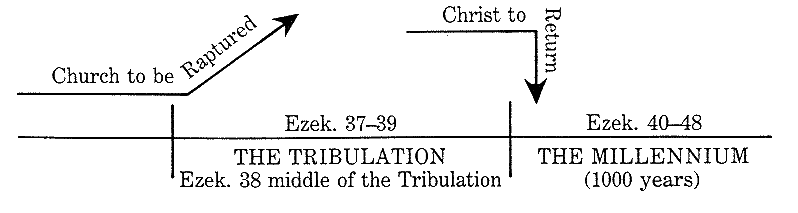 Christ to Return
Church to be Raptured
Ezek. 37–39
Ezek. 40–48
THE TRIBULATION
THE MILLENNIUM
Ezek. 38 middle of the Tribulation
(1000 years)